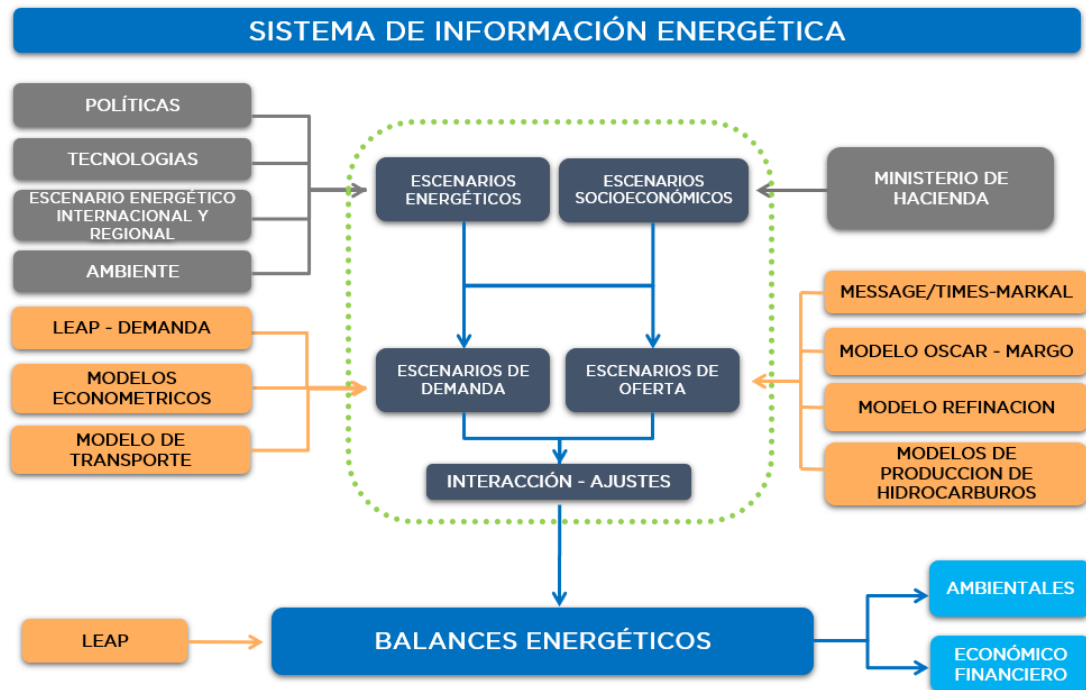 SISTEMA DE INFORMACIÓN ENERGÉTICA
POLÍTICAS
TECNOLOGIAS
ESCENARIO ENERGÉTICO
INTERNACIONAL Y
REGIONAL
AMBIENTE
LEAP - DEMANDA
MODELOS
ECONOMETRICOS
MODELO DE
TRANSPORTE
ESCENARIOS
ENERGÉTICOS
ESCENARIOS
SOCIOECONÓMICOS
ESCENARIOS DE
DEMANDA
ESCENARIOS DE
OFERTA
INTERACCIÓN - AJUSTES
MINISTERIO DE
HACIENDA
MESSAGE/TIMES-MARKAL
MODELO OSCAR - MARGO
MODELO REFINACION
MODELOS DE
PRODUCCION DE
HIDROCARBUROS
LEAP
BALANCES ENERGÉTICOS
AMBIENTALES
ECONÓMICO
FINANCIERO